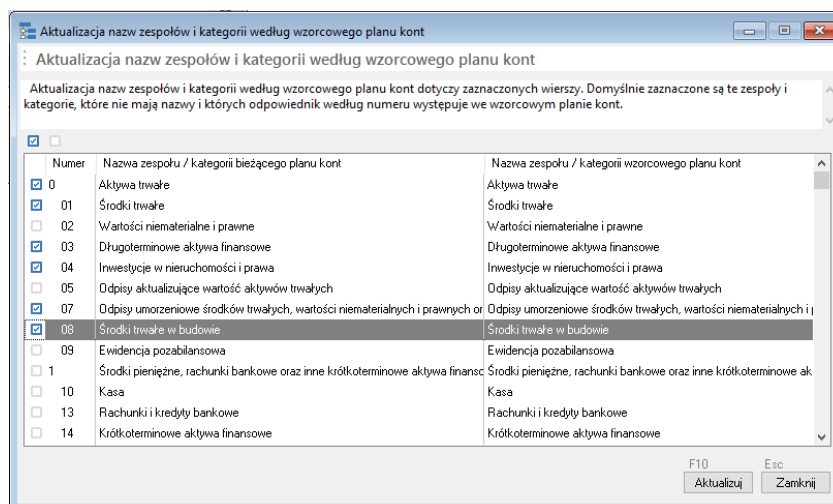 Aktualizacja nazw zespołów i kategorii według wzorcowego planu kont
Aktualizacja nazw zespołów i kategorii według wzorcowego planu kont
Aktualizacja nazw zespołów i kategorii według wzorcowego planu kont dotyczy zaznaczonych wierszy. Domyślnie zaznaczone są te zespoły i
kategorie, które nie mają nazwy i których odpowiednik według numeru występuje we wzorcowym planie kont.
Numer Nazwa zespołu / kategorii bieżącego planu kont Nazwa zespołu / kategorii wzorcowego planu kont
0 Aktywa trwałe Aktywa trwałe
01 Środki trwałe Środki trwałe
02 Wartości niematerialne i prawne Wartości niematerialne i prawne
03 Długoterminowe aktywa finansowe Długoterminowe aktywa finansowe
04 Inwestycje w nieruchomości i prawa Inwestycje w nieruchomości i prawa
05 Odpisy aktualizujące wartość aktywów trwałych Odpisy aktualizujące wartość aktywów trwałych
07 Odpisy umorzeniowe środków trwałych, wartości niematerialnych i prawnych or Odpisy umorzeniowe środków trwałych, wartości niematerialnych i
08 Środki trwałe w budowie Środki trwałe w budowie
09 Ewidencja pozabilansowa Ewidencja pozabilansowa
1 Środki pieniężne, rachunki bankowe oraz inne krótkoterminowe aktywa finansc Środki pieniężne, rachunki bankowe oraz inne krótkoterminowe ak
10 Kasa Kasa
13 Rachunki i kredyty bankowe Rachunki i kredyty bankowe
14 Krótkoterminowe aktywa finansowe Krótkoterminowe aktywa finansowe
F10 Esc
Aktualizuj Zamknij